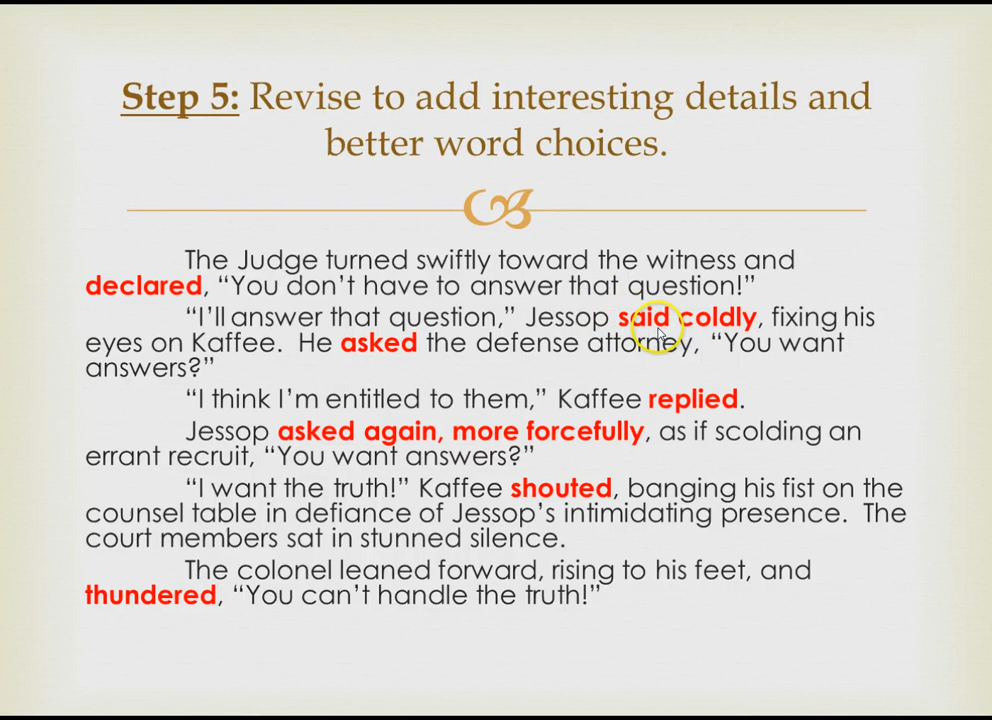 Step 5: Revise to add interesting details and
better word choices.
The Judge turned swiftly toward the witness and
declared, “You don’t have to answer that question!”
“I’ll answer that question,” Jessop said coldly, fixing his
eyes on Kaffee.  He asked the defense attorney, “You want
answers?”
“I think I’m entitled to them,” Kaffee replied.
Jessop asked again, more forcefully, as if scolding an
errant recruit, “You want answers?”
“I want the truth!” Kaffee shouted, banging his fist on the
counsel table in defiance of Jessop’s intimidating presence.  The
court members sat in stunned silence.
The colonel leaned forward, rising to his feet, and
thundered, “You can’t handle the truth!”